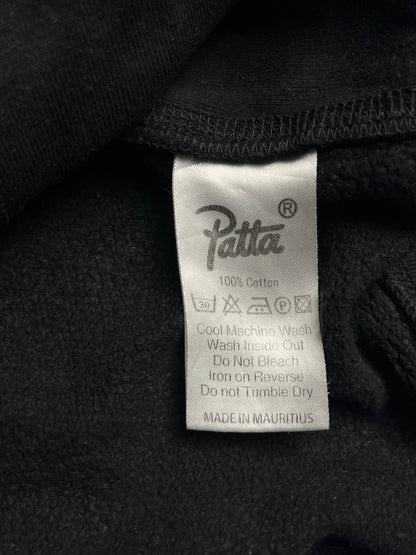 Patta ®
100% Cotton
30 P
Cool Machine Wash
Wash Inside Out
Do Not Bleach
Iron on Reverse
Do not Tumble Dry
MADE IN MAURITIUS